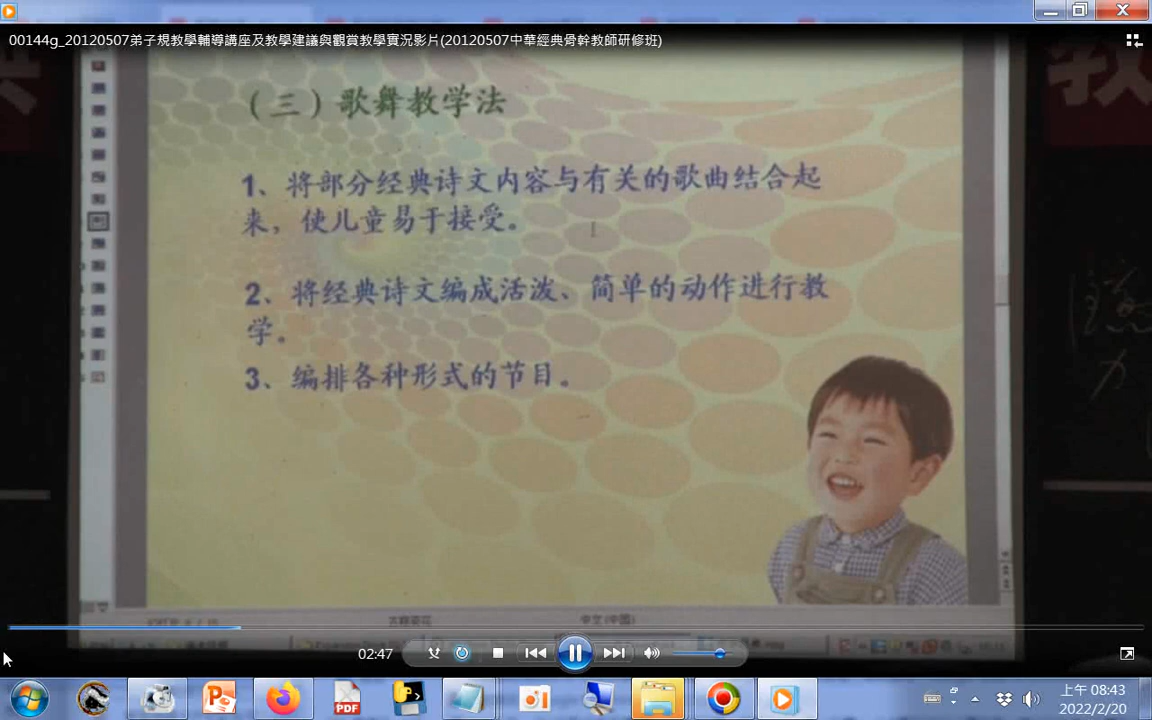 00144g_20120507弟子規教學輔導講座及教學建議與觀賞教學實況影片(20120507中華經典骨幹教師研修班)
（三）歌舞教学法
1、将部分经典诗文内容与有关的歌曲结合起
来，使儿童易于接受。
2、将经典诗文编成活泼、简单的动作进行教
学。
3、编排各种形式的节目。
中文(中国)
02:47
上午 08:43
2022/2/20